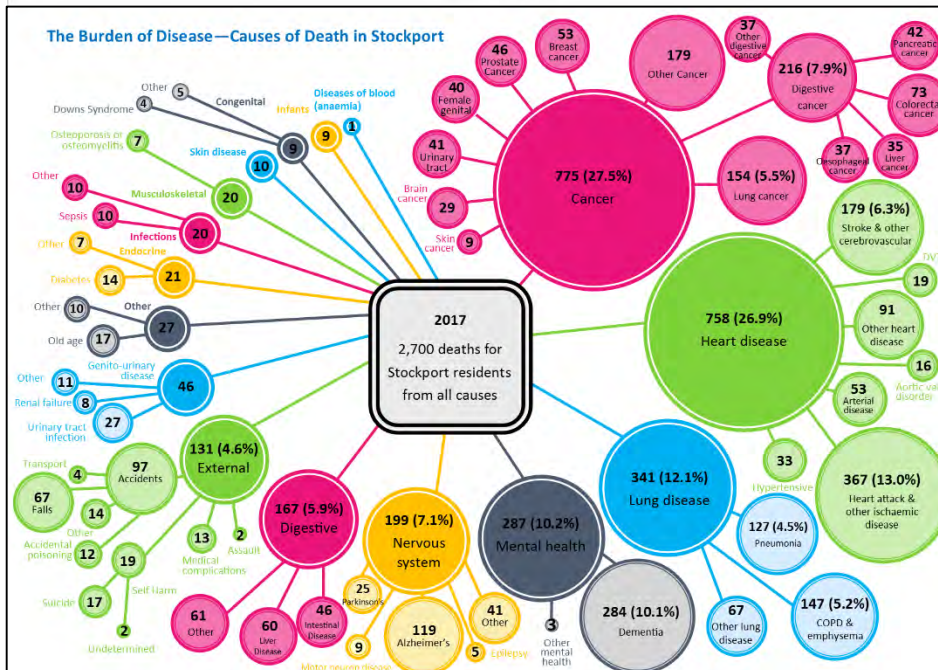 The Burden of Disease—Causes of Death in Stockport
2017
2,700 deaths for
Stockport residents
from all causes
775 (27.5%)
Cancer
53
Breast
cancer
46
Prostate
Cancer
40
Female
genital
41
Urinary
tract
Brain
cancer
29
Skin
cancer
9
179
Other Cancer
154 (5.5%)
Lung cancer
216 (7.9%)
Digestive
cancer
37
Other
digestive
cancer
42
Pancreatic
cancer
73
Colorectal
cancer
35
Liver
cancer
37
Oesophageal
cancer
758 (26.9%)
Heart disease
179 (6.3%)
Stroke & other
cerebrovascular
19
91
Other heart
disease
16
Aortic val
disorder
53
Arterial
disease
367 (13.0%)
Heart attack &
other ischaemic
disease
33
Hypertensive
341 (12.1%)
Lung disease
127 (4.5%)
Pneumonia
147 (5.2%)
COPD &
emphysema
67
Other lung
disease
287 (10.2%)
Mental health
284 (10.1%)
Dementia
3
Other
mental
health
199 (7.1%)
Nervous
system
41
Other
5
Epilepsy
119
Alzheimer's
9
Motor neuron disease
25
Parkinson's
167 (5.9%)
Digestive
46
Intestinal
Disease
60
Liver
Disease
61
Other
131 (4.6%)
External
97
Accidents
Transport
4
67
Falls
14
Other
Accidental
poisoning
12
19
Self Harm
Suicide
17
2
Undetermined
13
Medical
complications
2
Assault
Genito-urinary
disease
46
Other
11
Renal failure
8
Urinary tract
infection
27
Other
27
Other
10
Old age
17
Endocrine
21
Other
7
Diabetes
14
Infections
20
Other
10
Sepsis
10
Musculoskeletal
20
Osteoporosis or
osteomyelitis
7
Skin disease
10
Congenital
9
Other
5
Downs Syndrome
4
Infants
9
Diseases of blood
(anaemia)
1